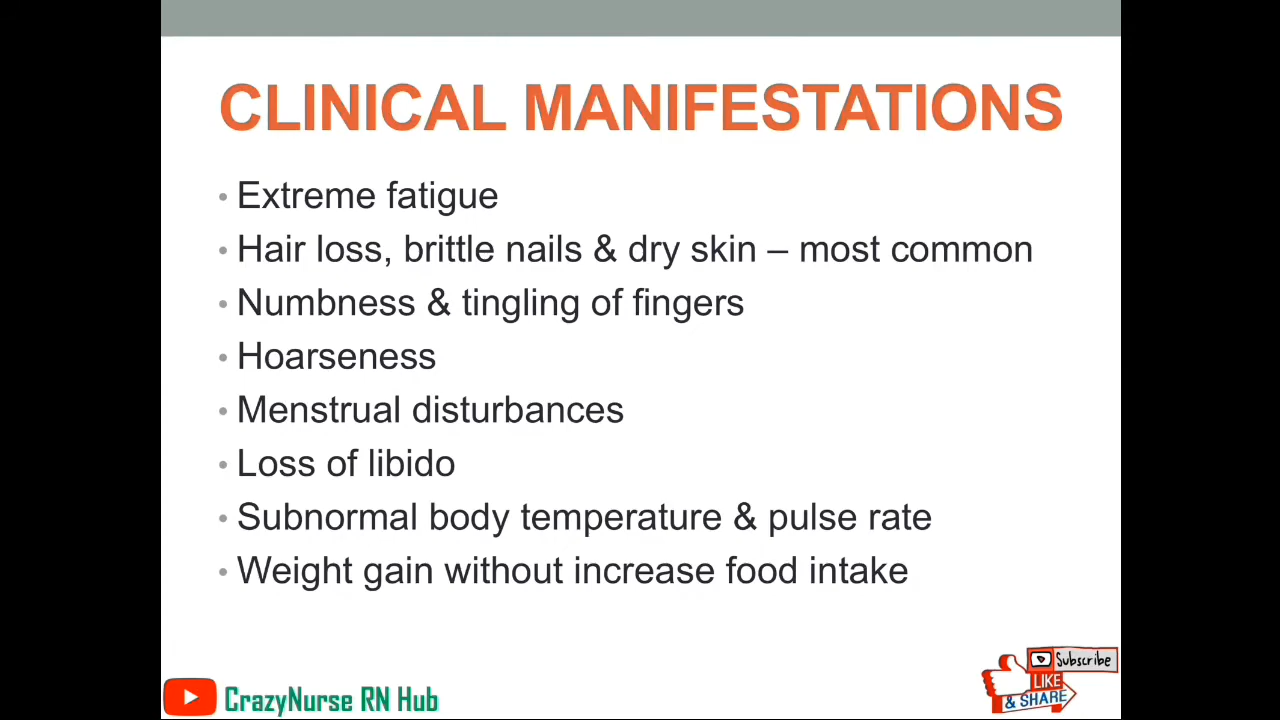 CLINICAL MANIFESTATIONS
• Extreme fatigue
• Hair loss, brittle nails & dry skin – most common
• Numbness & tingling of fingers
• Hoarseness
• Menstrual disturbances
• Loss of libido
• Subnormal body temperature & pulse rate
• Weight gain without increase food intake
CrazyNurse RN Hub
Subscribe
LIKE
& SHARE